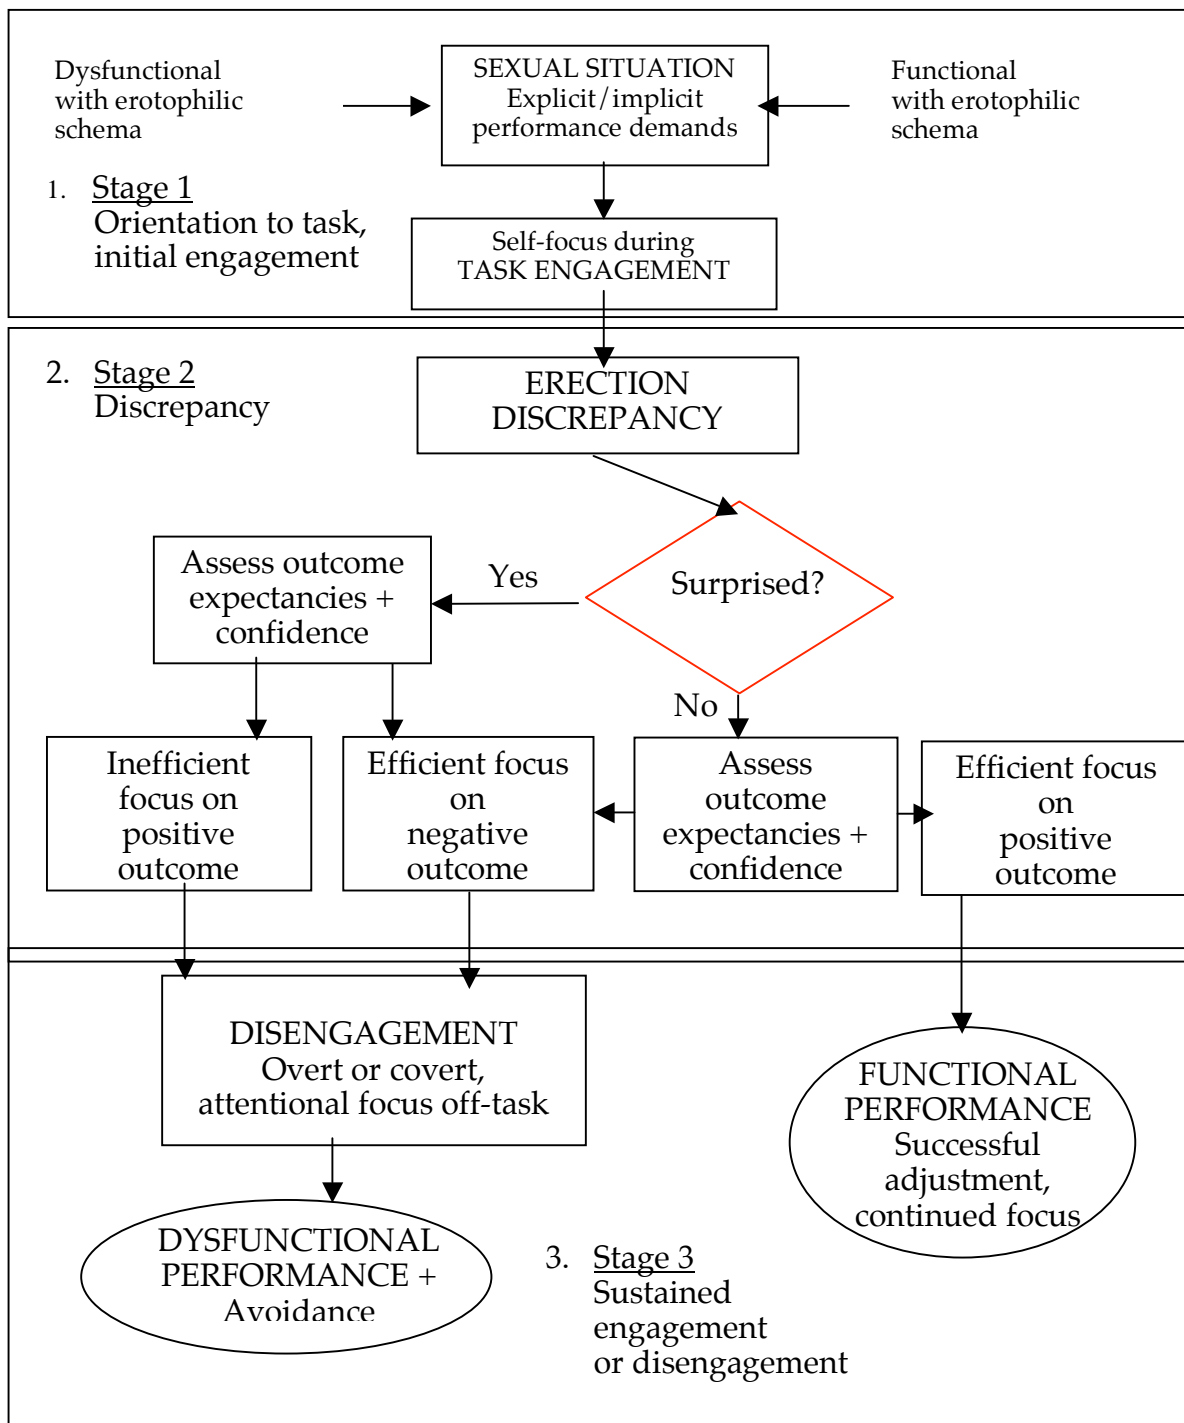 Dysfunctional
with erotophilic
schema
SEXUAL SITUATION
Explicit/implicit
performance demands
Functional
with erotophilic
schema
1. Stage 1
Orientation to task,
initial engagement
Self-focus during
TASK ENGAGEMENT
2. Stage 2
Discrepancy
ERECTION
DISCREPANCY
Surprised?
Yes
Assess outcome
expectancies +
confidence
No
Inefficient
focus on
positive
outcome
Efficient focus
on
negative
outcome
Assess
outcome
expectancies +
confidence
Efficient focus
on
positive
outcome
DISENGAGEMENT
Overt or covert,
attentional focus off-task
FUNCTIONAL
PERFORMANCE
Successful
adjustment,
continued focus
DYSFUNCTIONAL
PERFORMANCE +
Avoidance
3. Stage 3
Sustained
engagement
or disengagement